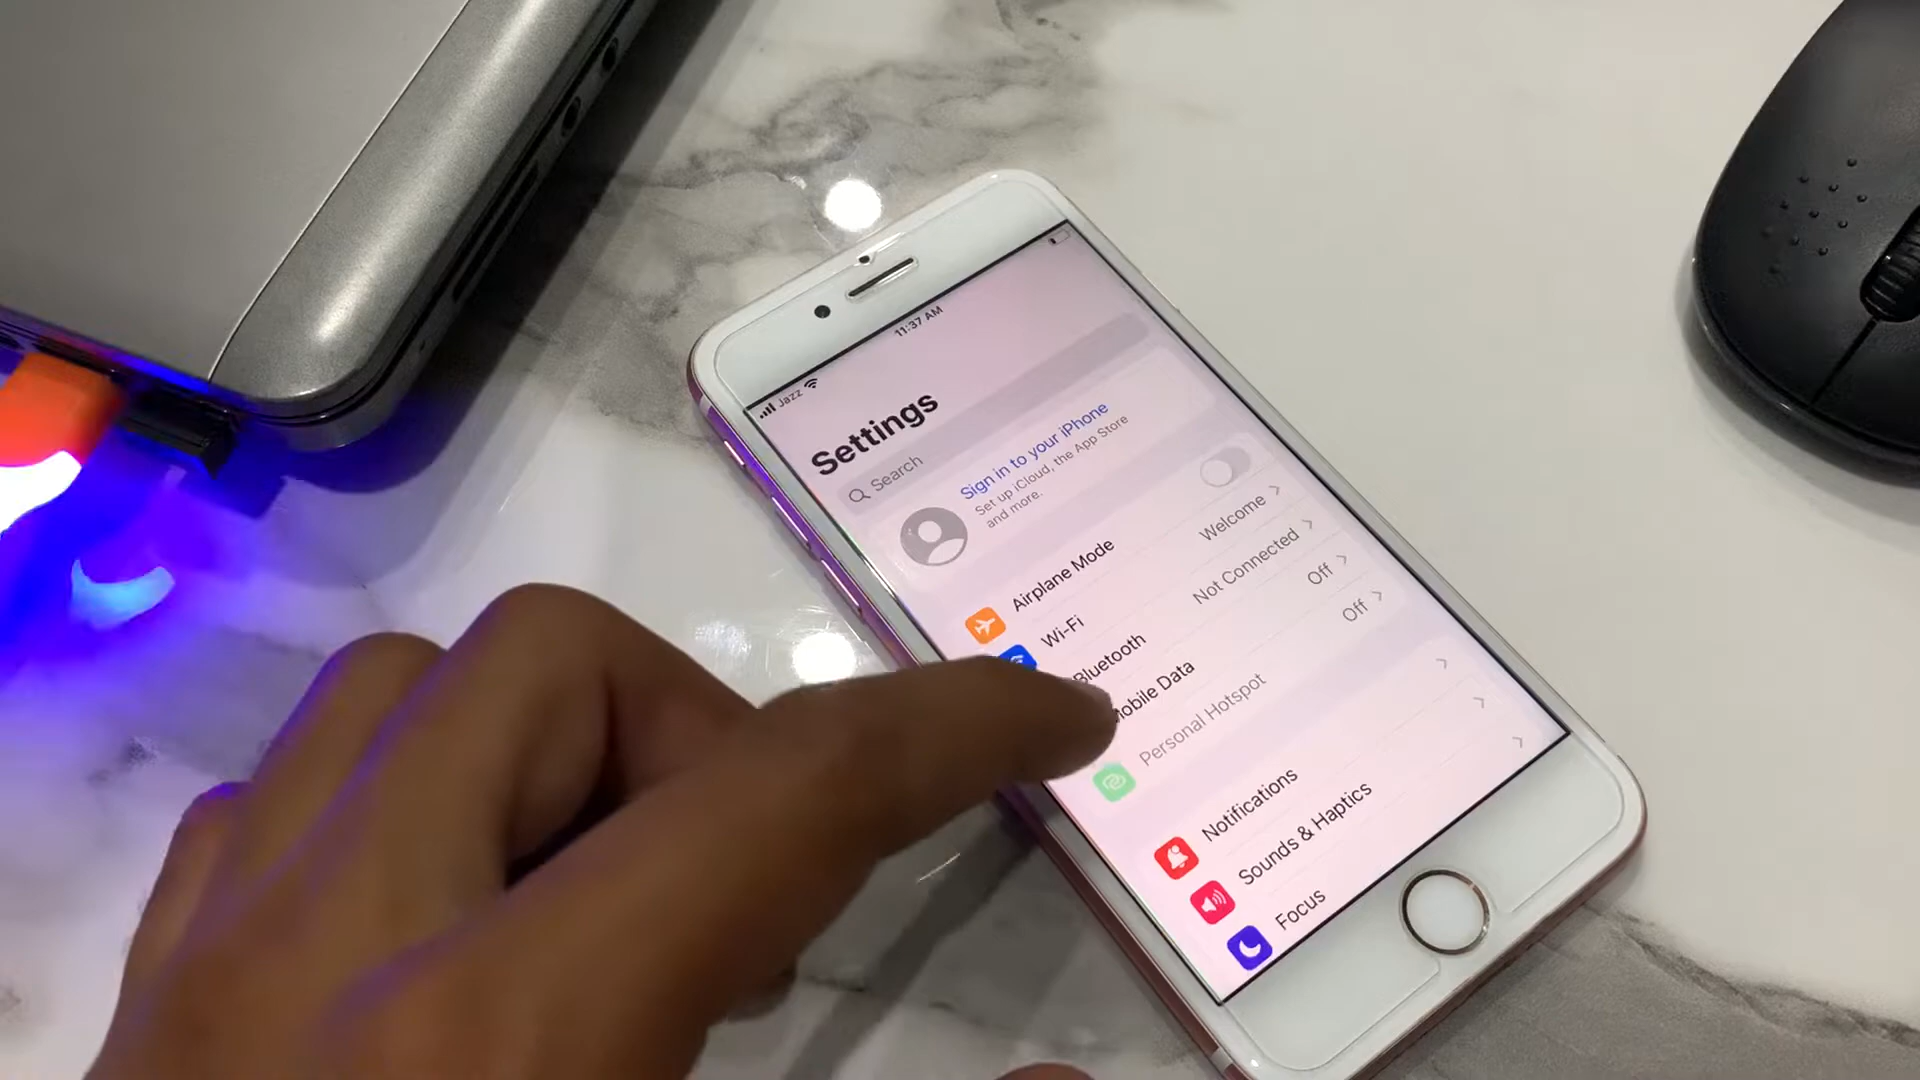 Jazz 11:37 AM
Settings
Search
Sign in to your iPhone
Set up iCloud, the App Store
and more.
Airplane Mode
Wi-Fi Welcome
Bluetooth Not Connected
Mobile Data Off
Personal Hotspot Off
Notifications
Sounds & Haptics
Focus